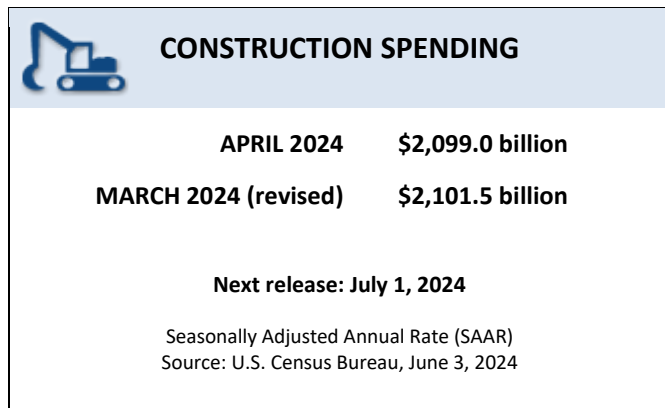 CONSTRUCTION SPENDING
APRIL 2024 $2,099.0 billion
MARCH 2024 (revised) $2,101.5 billion
Next release: July 1, 2024
Seasonally Adjusted Annual Rate (SAAR)
Source: U.S. Census Bureau, June 3, 2024